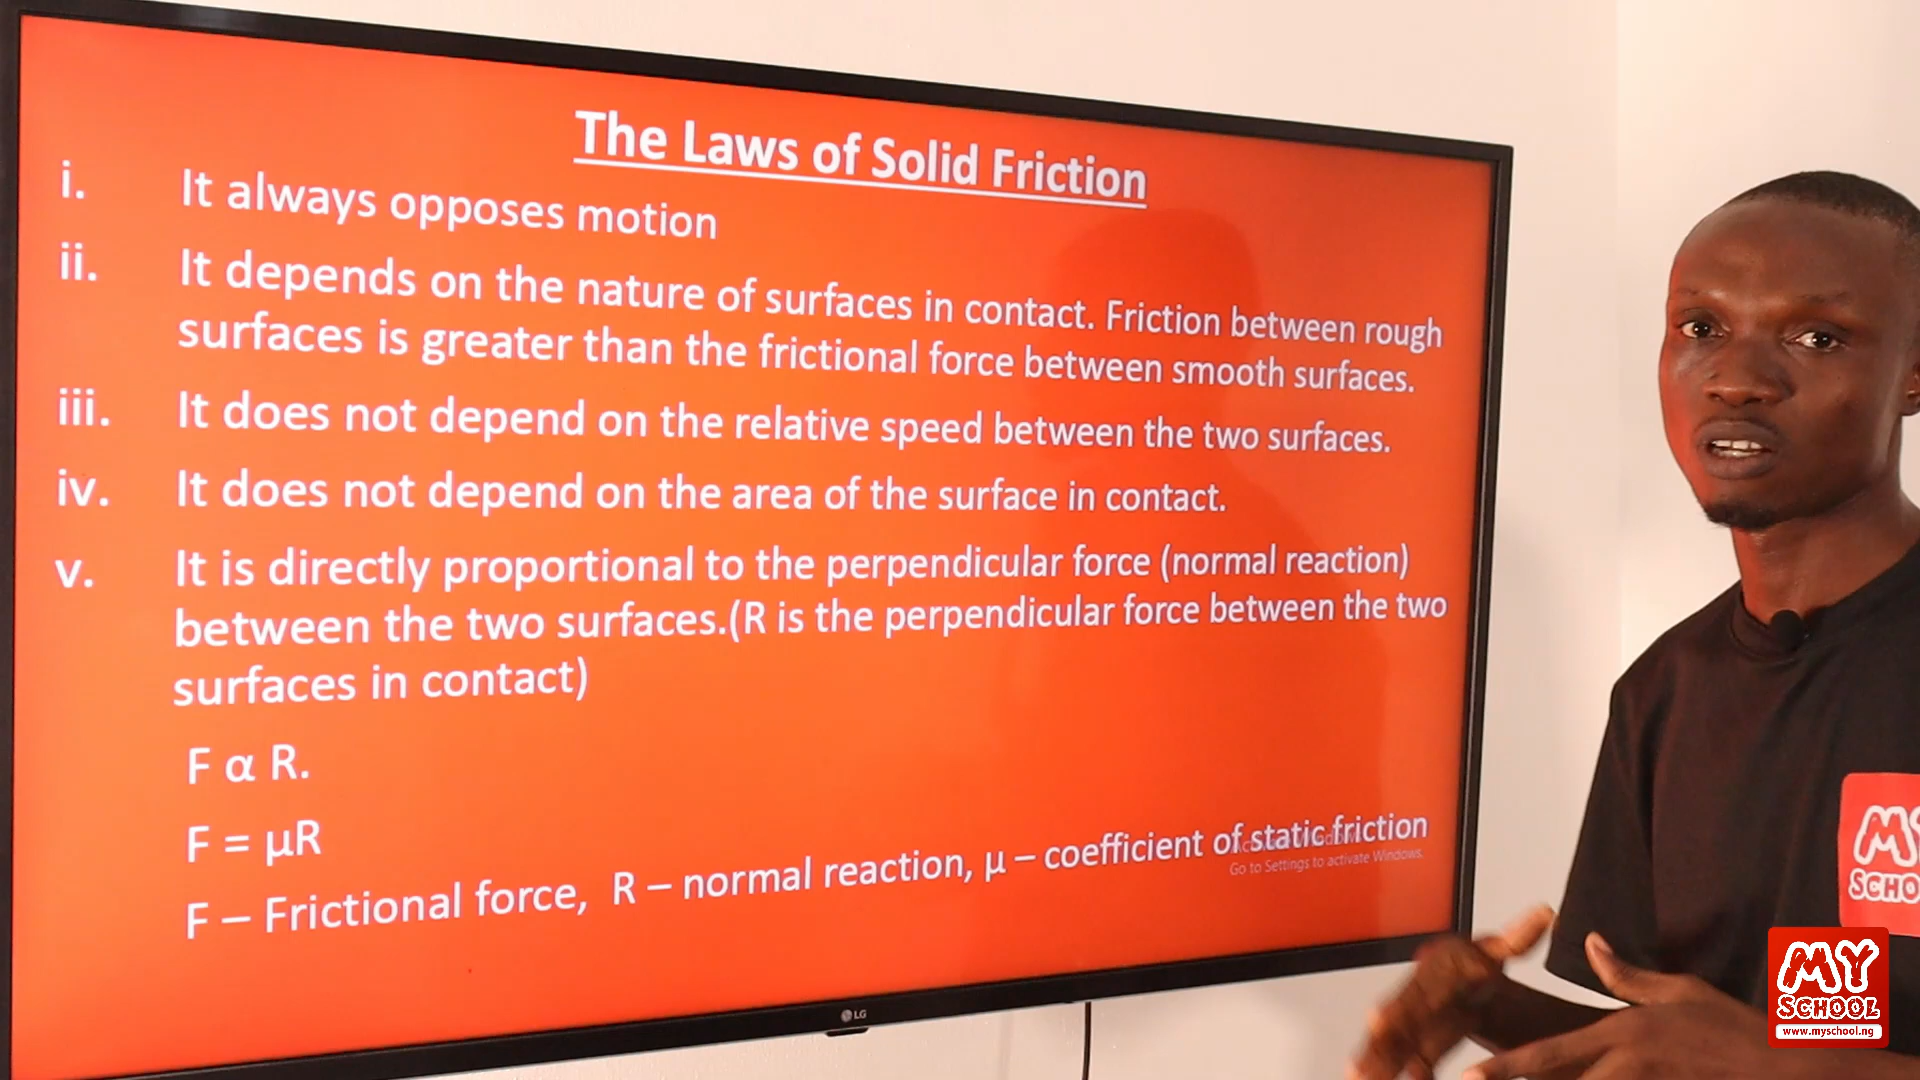 The Laws of Solid Friction
i. It always opposes motion
ii. It depends on the nature of surfaces in contact. Friction between rough
surfaces is greater than the frictional force between smooth surfaces.
iii. It does not depend on the relative speed between the two surfaces.
iv. It does not depend on the area of the surface in contact.
v. It is directly proportional to the perpendicular force (normal reaction)
between the two surfaces.(R is the perpendicular force between the two
surfaces in contact)
F α R.
F = μR
F – Frictional force, R – normal reaction, μ – coefficient of static friction
Go to Settings to activate Windows.
LG
MY
SCHO
MY
SCHOOL
www.myschool.ng